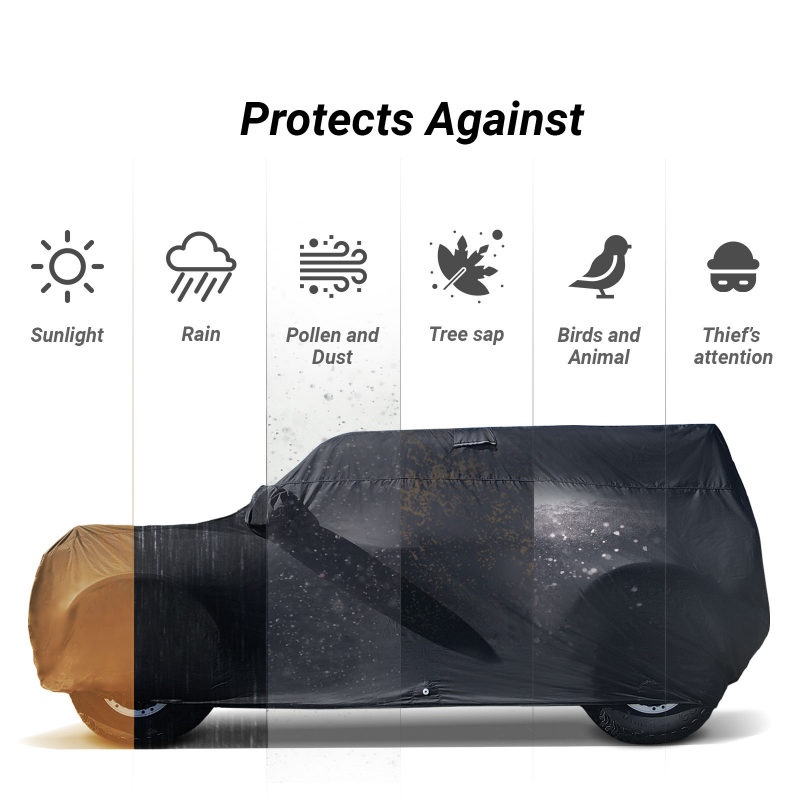 Protects Against
Sunlight
Rain
Pollen and
Dust
Tree sap
Birds and
Animal
Thief's
attention